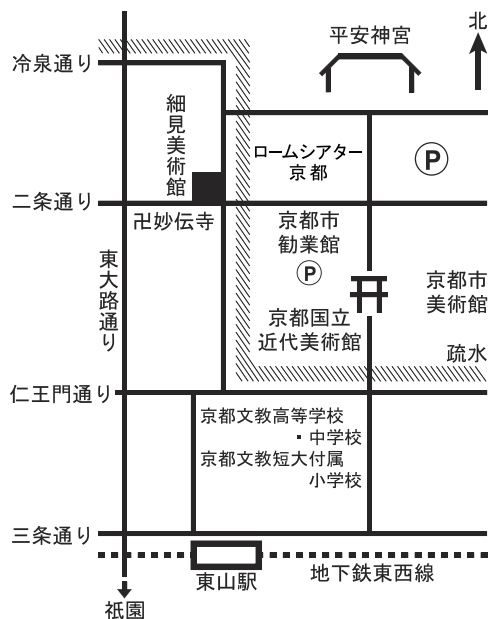 北
平安神宮
冷泉通り
細見美術館
ロームシアター
京都
P
二条通り
卍妙伝寺
京都市
勧業館
P
東大路通り
京都市
美術館
京都国立
近代美術館
疏水
仁王門通り
京都文教高等学校
・中学校
京都文教短大付属
小学校
三条通り
東山駅
地下鉄東西線
祇園